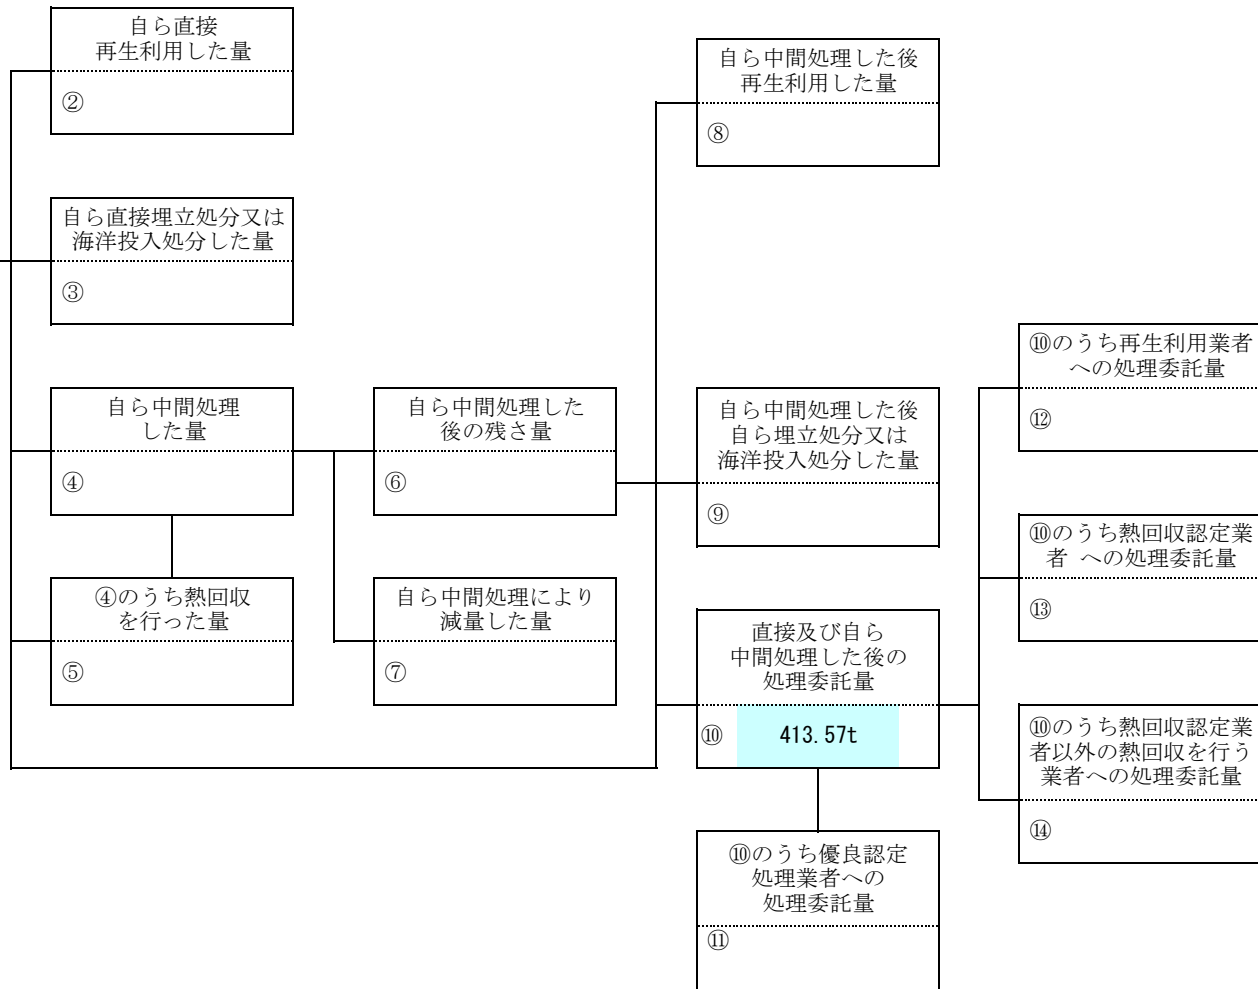 自ら直接
再生利用した量
②
自ら直接埋立処分又は
海洋投入処分した量
③
自ら中間処理
した量
④
④のうち熱回収
を行った量
⑤
自ら中間処理した
後の残さ量
⑥
自ら中間処理により
減量した量
⑦
自ら中間処理した後
再生利用した量
⑧
自ら中間処理した後
自ら埋立処分又は
海洋投入処分した量
⑨
直接及び自ら
中間処理した後の
処理委託量
⑩ 413.57t
⑩のうち優良認定
処理業者への
処理委託量
⑪
⑩のうち再生利用業者
への処理委託量
⑫
⑩のうち熱回収認定業
者 への処理委託量
⑬
⑩のうち熱回収認定業
者以外の熱回収を行う
業者への処理委託量
⑭